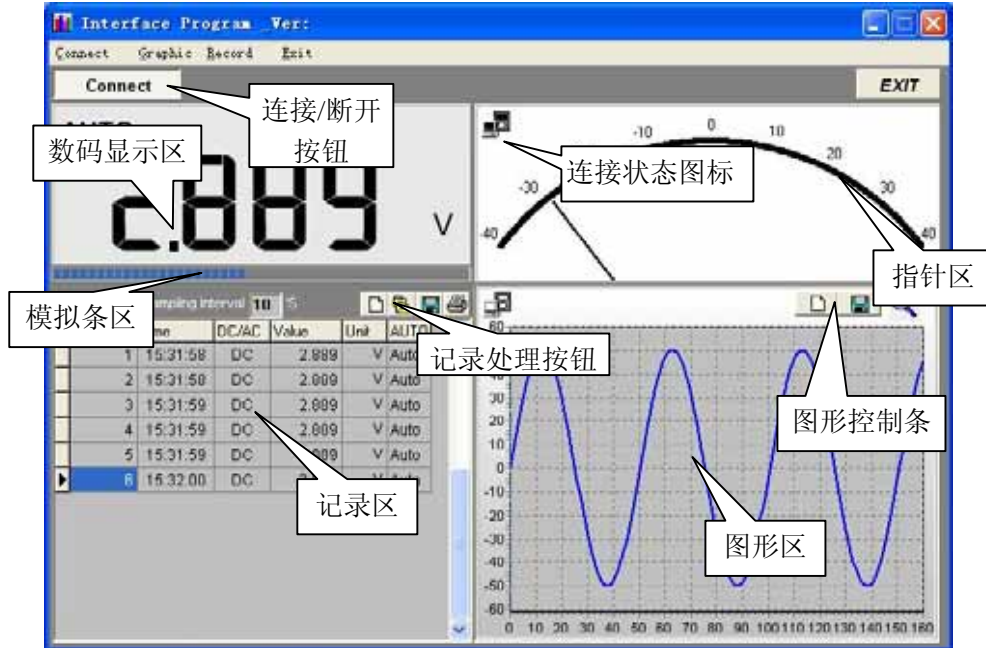 Interface Program _Ver:
Connect Graphic Record Exit
Connect
EXIT
连接/断开
按钮
数码显示区
V
模拟条区
连接状态图标
-40 -30 -10 0 10 20 30 40
指针区
10
记录处理按钮
DC/AC Value Unit AUTO
1 15:31:58 DC 2.889 V Auto
2 15:31:58 DC 2.889 V Auto
3 15:31:59 DC 2.889 V Auto
4 15:31:59 DC 2.889 V Auto
5 15:31:59 DC V Auto
6 15:32:00 DC
记录区
图形控制条
图形区
60
30
20
10
0
-10
-20
-30
-40
-50
-60
0 10 20 30 40 50 60 70 80 90 100 110 120 130 140 150 160